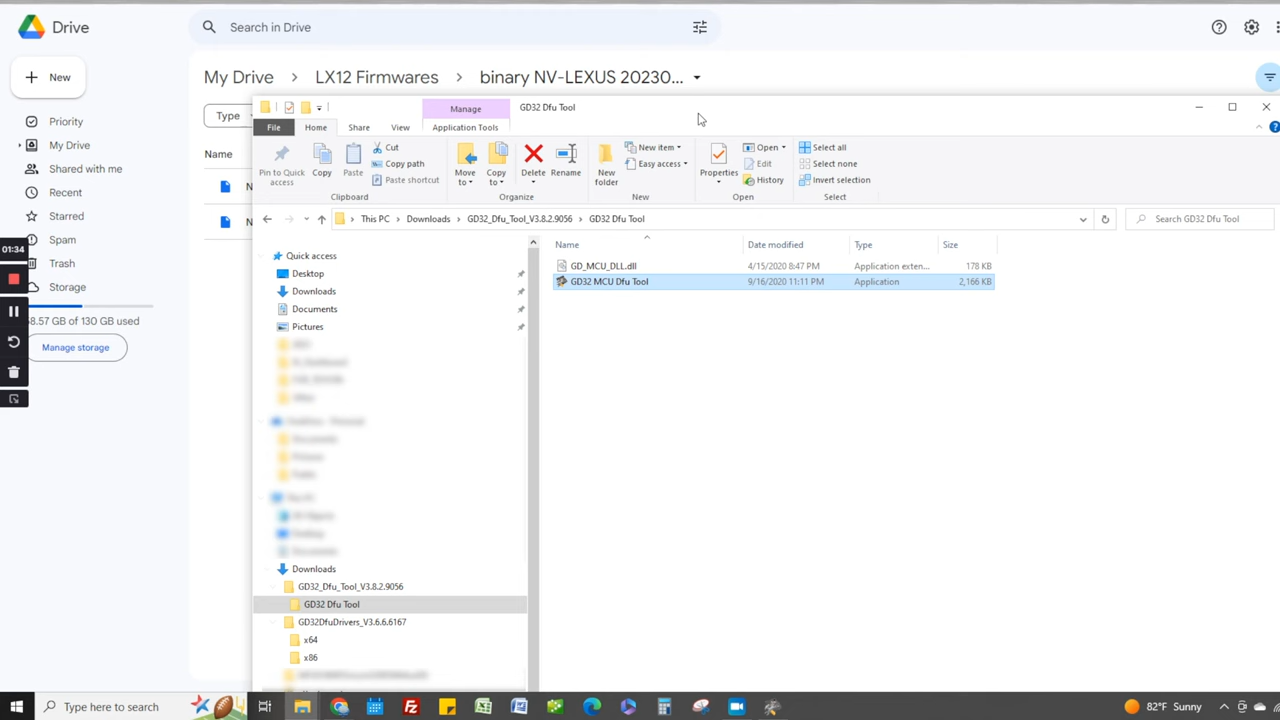 Drive
Search in Drive
New
My Drive > LX12 Firmwares > binary NV-LEXUS 20230...
Type
Name
N
N
Priority
My Drive
Shared with me
Recent
Starred
Spam
Trash
Storage
GB of 130 GB used
Manage storage
01:34
Manage
GD32 Dfu Tool
File
Home
Share
View
Application Tools
Pin to Quick access
Copy
Paste
Cut
Copy path
Paste shortcut
Clipboard
Move to
Copy to
Delete
Rename
Organize
New folder
New item
Easy access
New
Properties
Open
Edit
History
Open
Select all
Select none
Invert selection
Select
This PC > Downloads > GD32_Dfu_Tool_V3.8.2.9056 > GD32 Dfu Tool
Search GD32 Dfu Tool
Quick access
Desktop
Downloads
Documents
Pictures
Downloads
GD32_Dfu_Tool_V3.8.2.9056
GD32 Dfu Tool
GD32DfuDrivers_V3.6.6.6167
x64
x86
Name Date modified Type Size
GD_MCU_DLL.dll 4/15/2020 8:47 PM Application exten... 178 KB
GD32 MCU Dfu Tool 9/16/2020 11:11 PM Application 2,166 KB
Type here to search
82°F Sunny